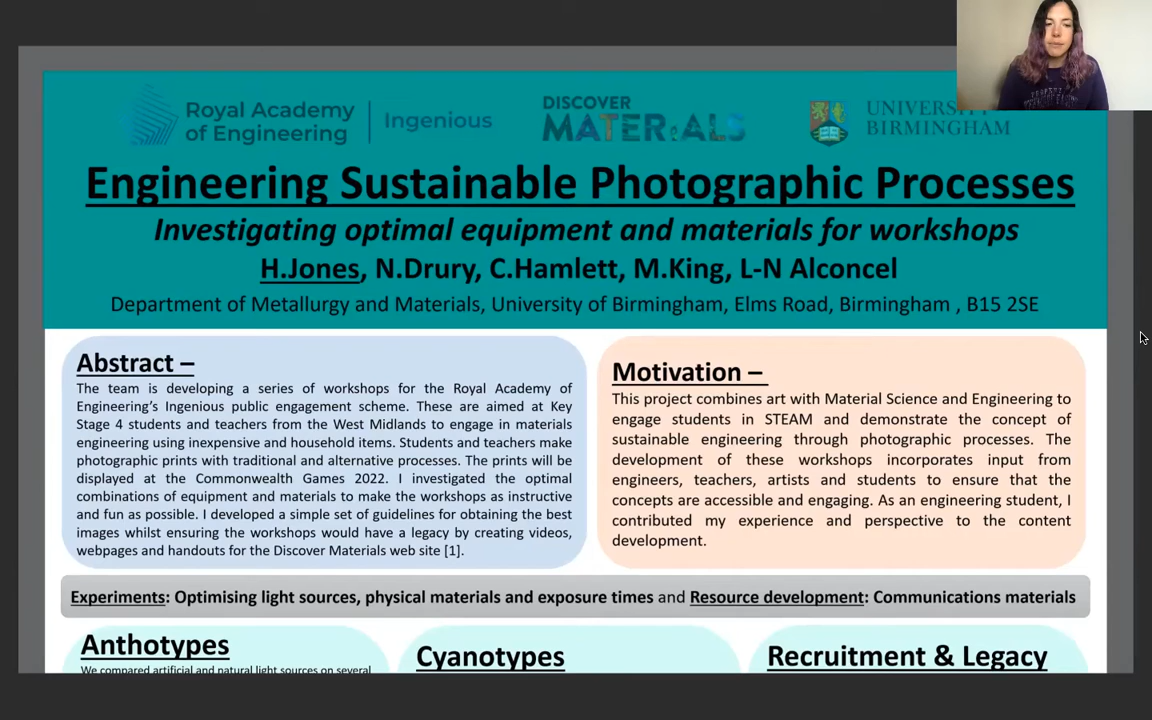 Royal Academy
of Engineering
Ingenious
DISCOVER
MATERIALS
UNIVERSITY
BIRMINGHAM
Engineering Sustainable Photographic Processes
Investigating optimal equipment and materials for workshops
H.Jones, N.Drury, C.Hamlett, M.King, L-N Alconcel
Department of Metallurgy and Materials, University of Birmingham, Elms Road, Birmingham , B15 2SE
Abstract –
The team is developing a series of workshops for the Royal Academy of
Engineering’s Ingenious public engagement scheme. These are aimed at Key
Stage 4 students and teachers from the West Midlands to engage in materials
engineering using inexpensive and household items. Students and teachers make
photographic prints with traditional and alternative processes. The prints will be
displayed at the Commonwealth Games 2022. I investigated the optimal
combinations of equipment and materials to make the workshops as instructive
and fun as possible. I developed a simple set of guidelines for obtaining the best
images whilst ensuring the workshops would have a legacy by creating videos,
webpages and handouts for the Discover Materials web site [1].
Motivation –
This project combines art with Material Science and Engineering to
engage students in STEAM and demonstrate the concept of
sustainable engineering through photographic processes. The
development of these workshops incorporates input from
engineers, teachers, artists and students to ensure that the
concepts are accessible and engaging. As an engineering student, I
contributed my experience and perspective to the content
development.
Experiments: Optimising light sources, physical materials and exposure times and Resource development: Communications materials
Anthotypes
We compared artificial and natural light sources on several
Cyanotypes
Recruitment & Legacy